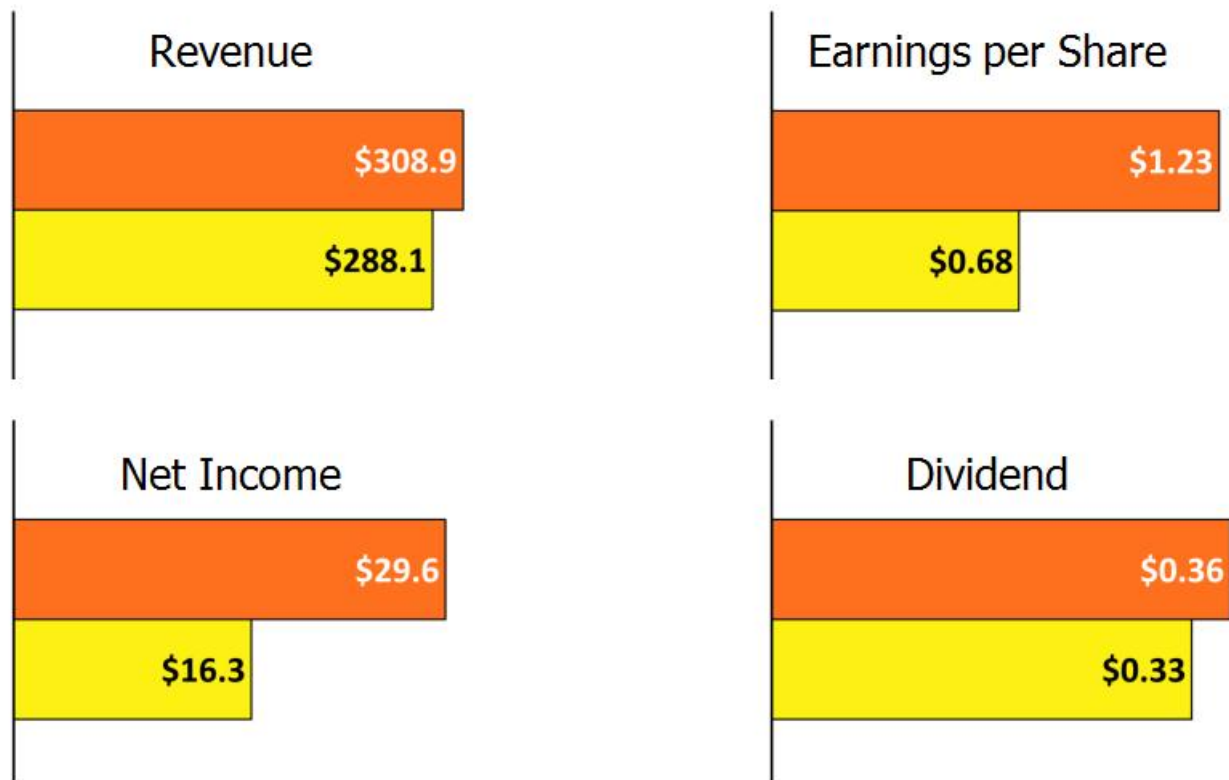 Revenue
$308.9
$288.1
Earnings per Share
$1.23
$0.68
Net Income
$29.6
$16.3
Dividend
$0.36
$0.33